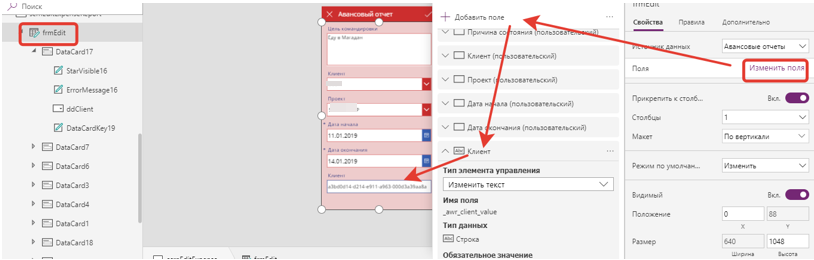 Поиск
frmEdit
DataCard17
StarVisible16
ErrorMessage16
ddClient
DataCardKey19
DataCard7
DataCard6
DataCard3
DataCard4
DataCard1
DataCard18
Авансовый отчет
Цель командировки
Еду в Магадан
Клиент
Проект
* Дата начала
11.01.2019
* Дата окончания
14.01.2019
Клиент
frmEdit
Добавить поле
Причина состояния (пользовательский)
Клиент (пользовательский)
Проект (пользовательский)
Дата начала (пользовательский)
Дата окончания (пользовательский)
Abc Клиент
Тип элемента управления
Изменить текст
Имя поля
_awr_client_value
Тип данных
Abc Строка
Обязательное значение
frmEdit
Свойства Правила Дополнительно
Источник данных Авансовые отчеты
Поля Изменить поля
Прикрепить к столб... Вкл.
Столбцы 1
Макет По вертикали
Режим по умолчан... Изменить
Видимый Вкл.
Положение 0 88
X Y
Размер 640 1048
Ширина Высота